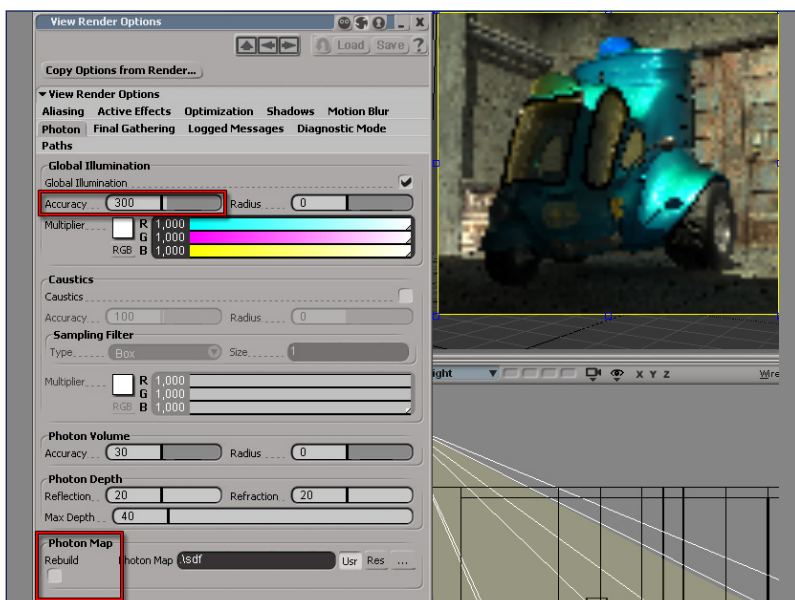 View Render Options
Load Save ?
Copy Options from Render...
View Render Options
Aliasing Active Effects Optimization Shadows Motion Blur
Photon Final Gathering Logged Messages Diagnostic Mode
Paths
Global Illumination
Global Illumination
Accuracy 300 Radius 0
Multiplier R 1,000
G 1,000
RGB B 1,000
Caustics
Caustics
Accuracy 100 Radius 0
Sampling Filter
Type Box Size 1
Multiplier R 1,000
G 1,000
RGB B 1,000
Photon Volume
Accuracy 30 Radius 0
Photon Depth
Reflection 20 Refraction 20
Max Depth 40
Photon Map
Rebuild Photon Map .\sdf Usr Res ...
ight X Y Z Wire